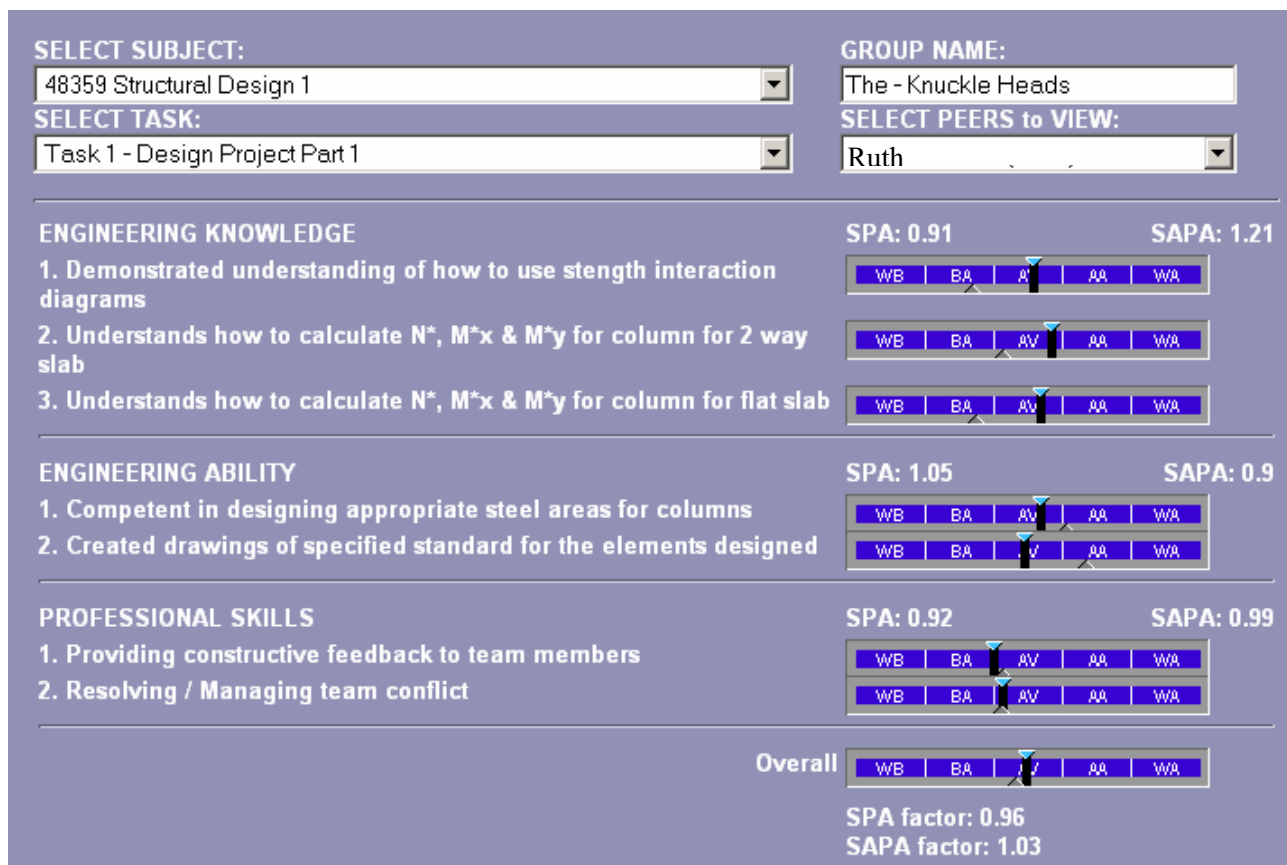 SELECT SUBJECT:
GROUP NAME:
48359 Structural Design 1
The - Knuckle Heads
SELECT TASK:
SELECT PEERS to VIEW:
Task 1 - Design Project Part 1
Ruth
ENGINEERING KNOWLEDGE
SPA: 0.91
SAPA: 1.21
1. Demonstrated understanding of how to use stength interaction
diagrams
WB BA AV AA WA
2. Understands how to calculate N*, M*x & M*y for column for 2 way
slab
WB BA AV AA WA
3. Understands how to calculate N*, M*x & M*y for column for flat slab
WB BA AV AA WA
ENGINEERING ABILITY
SPA: 1.05
SAPA: 0.9
1. Competent in designing appropriate steel areas for columns
WB BA AV AA WA
2. Created drawings of specified standard for the elements designed
WB BA AV AA WA
PROFESSIONAL SKILLS
SPA: 0.92
SAPA: 0.99
1. Providing constructive feedback to team members
WB BA AV AA WA
2. Resolving / Managing team conflict
WB BA AV AA WA
Overall
WB BA AV AA WA
SPA factor: 0.96
SAPA factor: 1.03